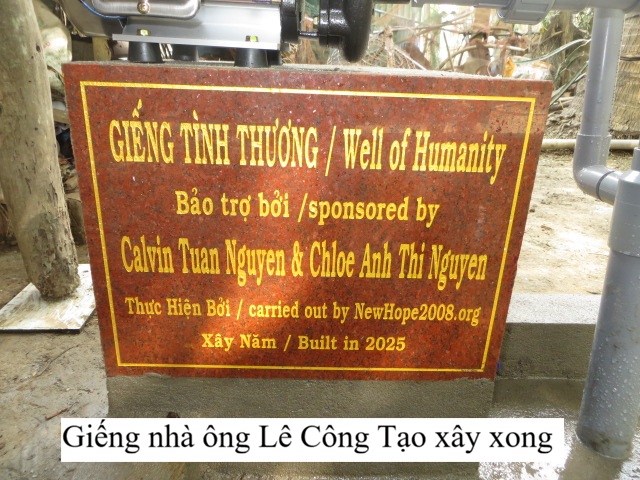 GIẾNG TÌNH THƯƠNG / Well of Humanity
Bảo trợ bởi /sponsored by
Calvin Tuan Nguyen & Chloe Anh Thi Nguyen
Thực Hiện Bởi / carried out by NewHope2008.org
Xây Năm / Built in 2025
Giếng nhà ông Lê Công Tạo xây xong